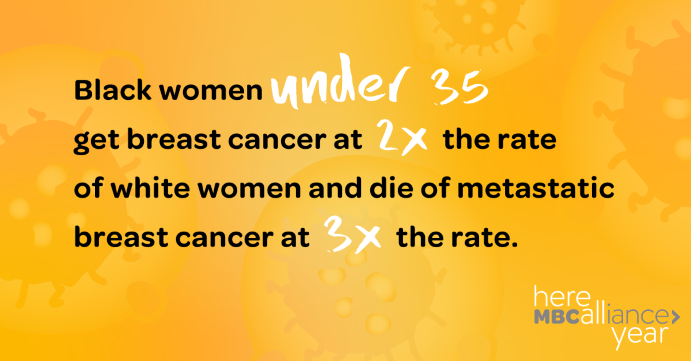 Black women under 35
get breast cancer at 2x the rate
of white women and die of metastatic
breast cancer at 3x the rate.
here
MBCalliance>
year